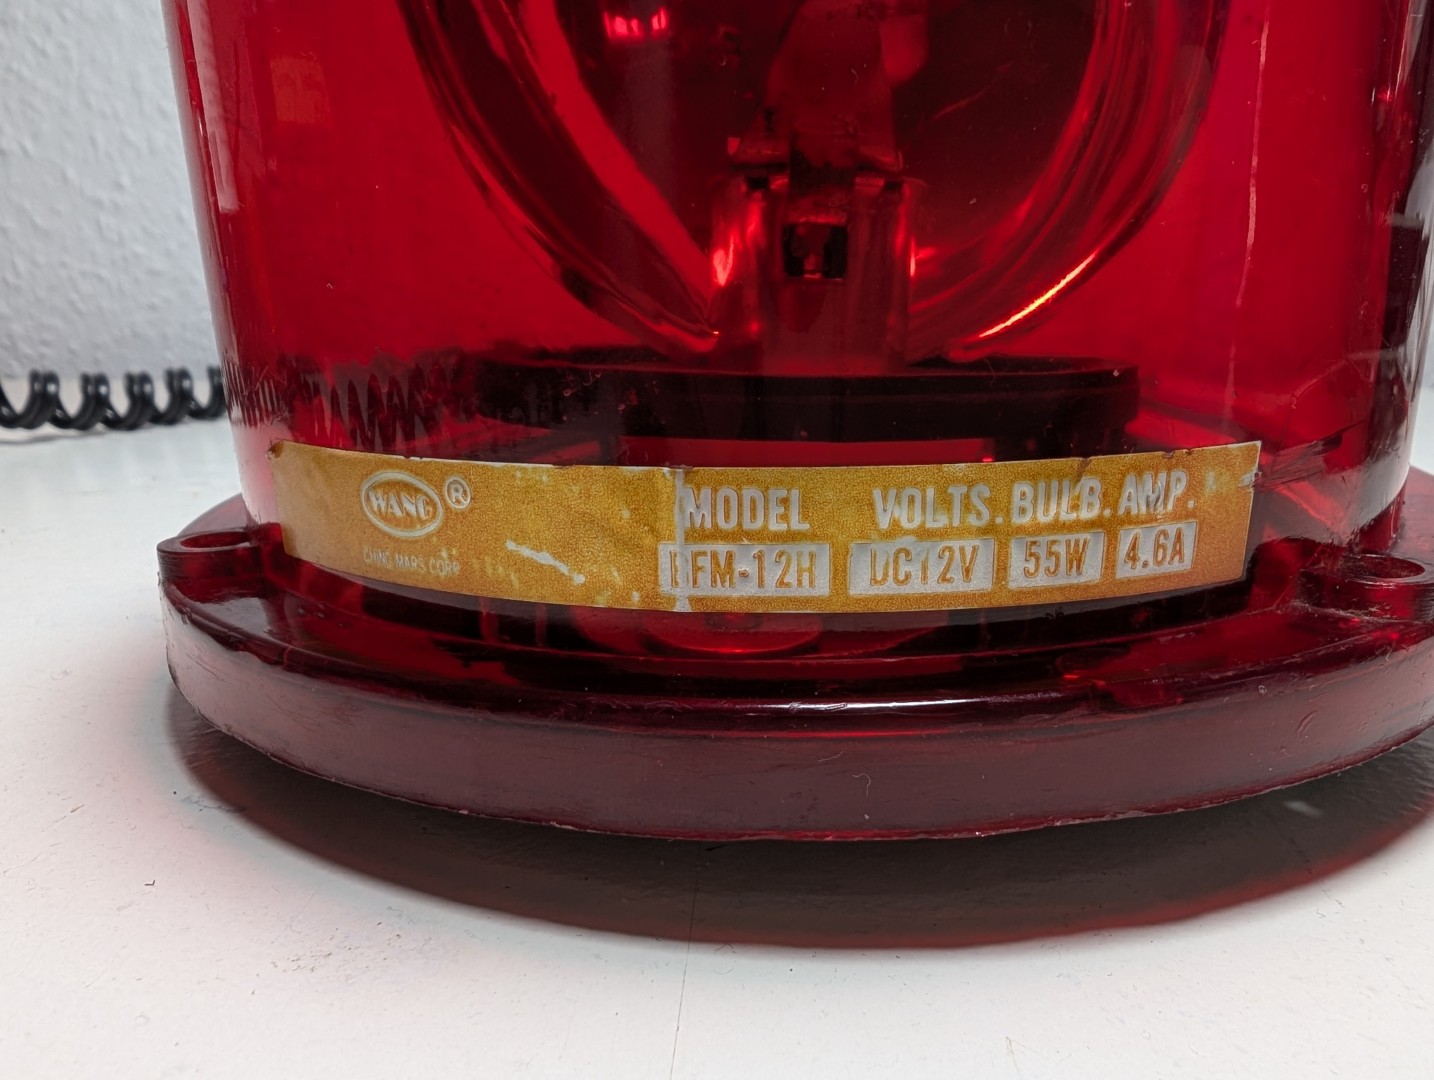 WANG ®
CHING MARS CORP
MODEL VOLTS. BULB. AMP.
FM-12H DC12V 55W 4.6A